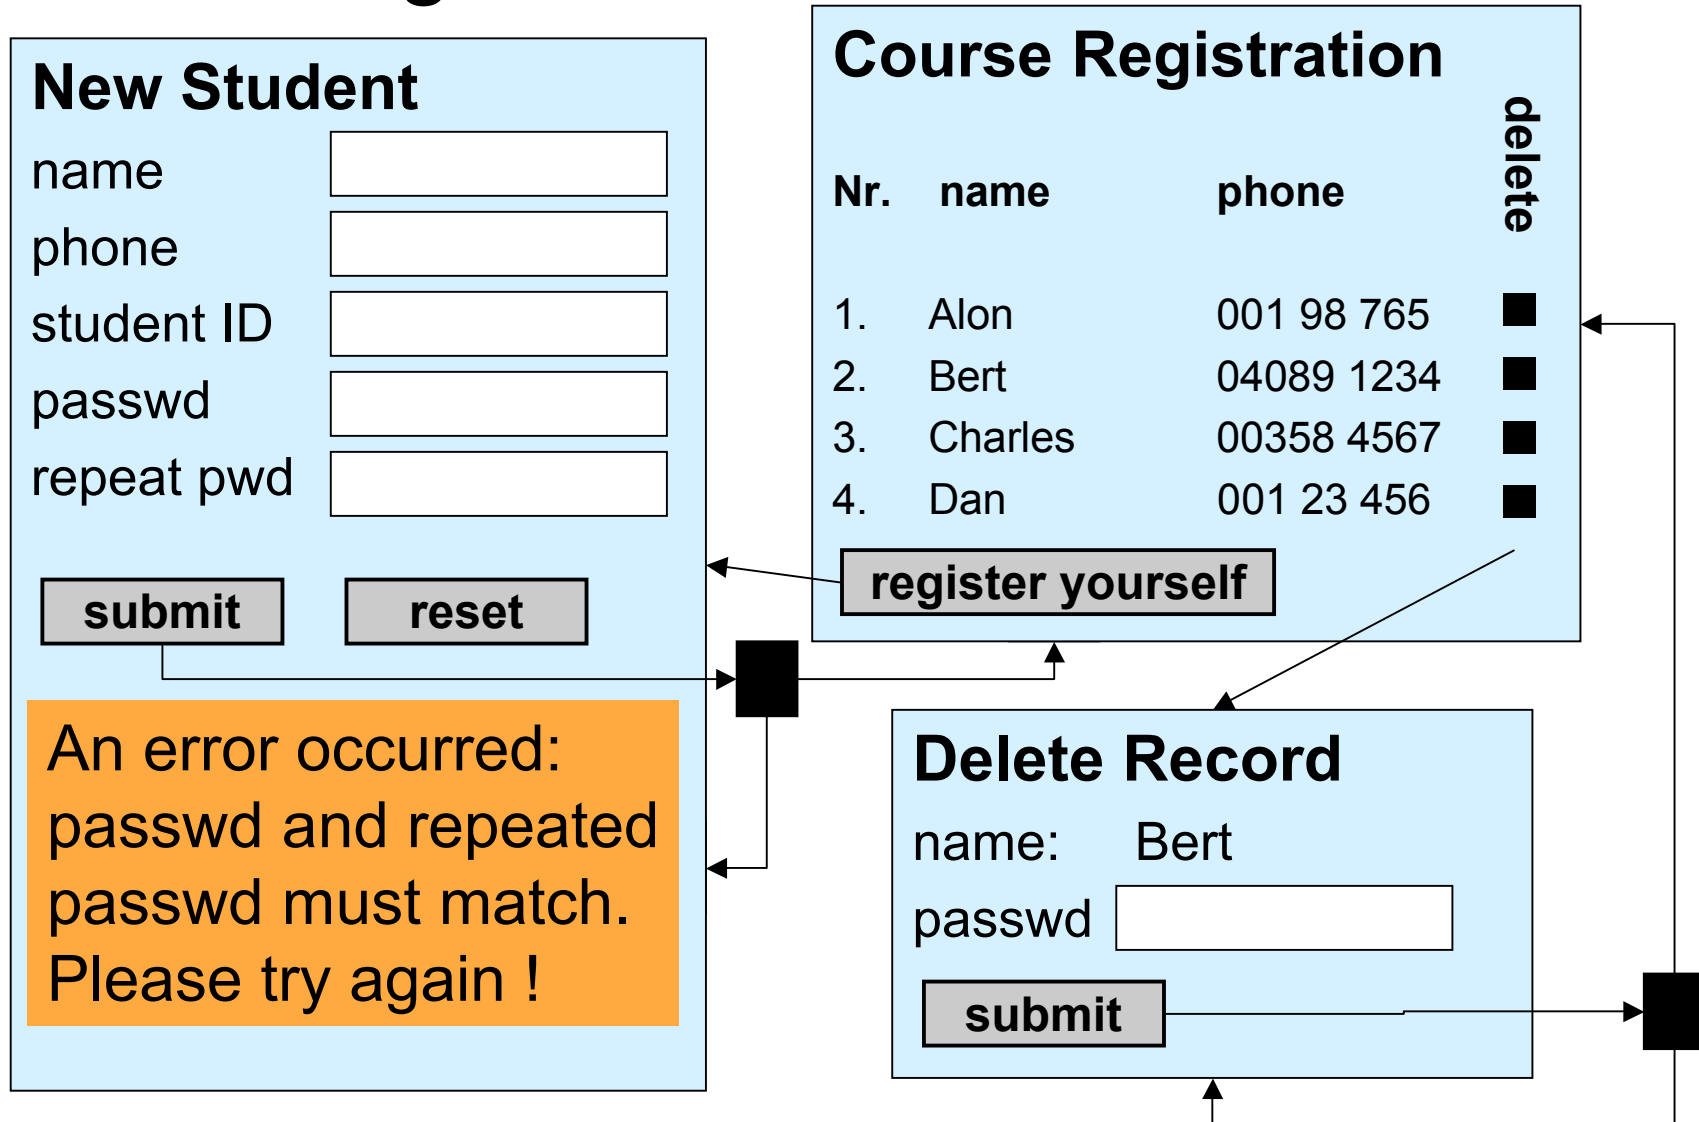 New Student
name
phone
student ID
passwd
repeat pwd
submit reset
An error occurred:
passwd and repeated
passwd must match.
Please try again !
Course Registration
delete
Nr. name phone
1. Alon 001 98 765
2. Bert 04089 1234
3. Charles 00358 4567
4. Dan 001 23 456
register yourself
Delete Record
name: Bert
passwd
submit